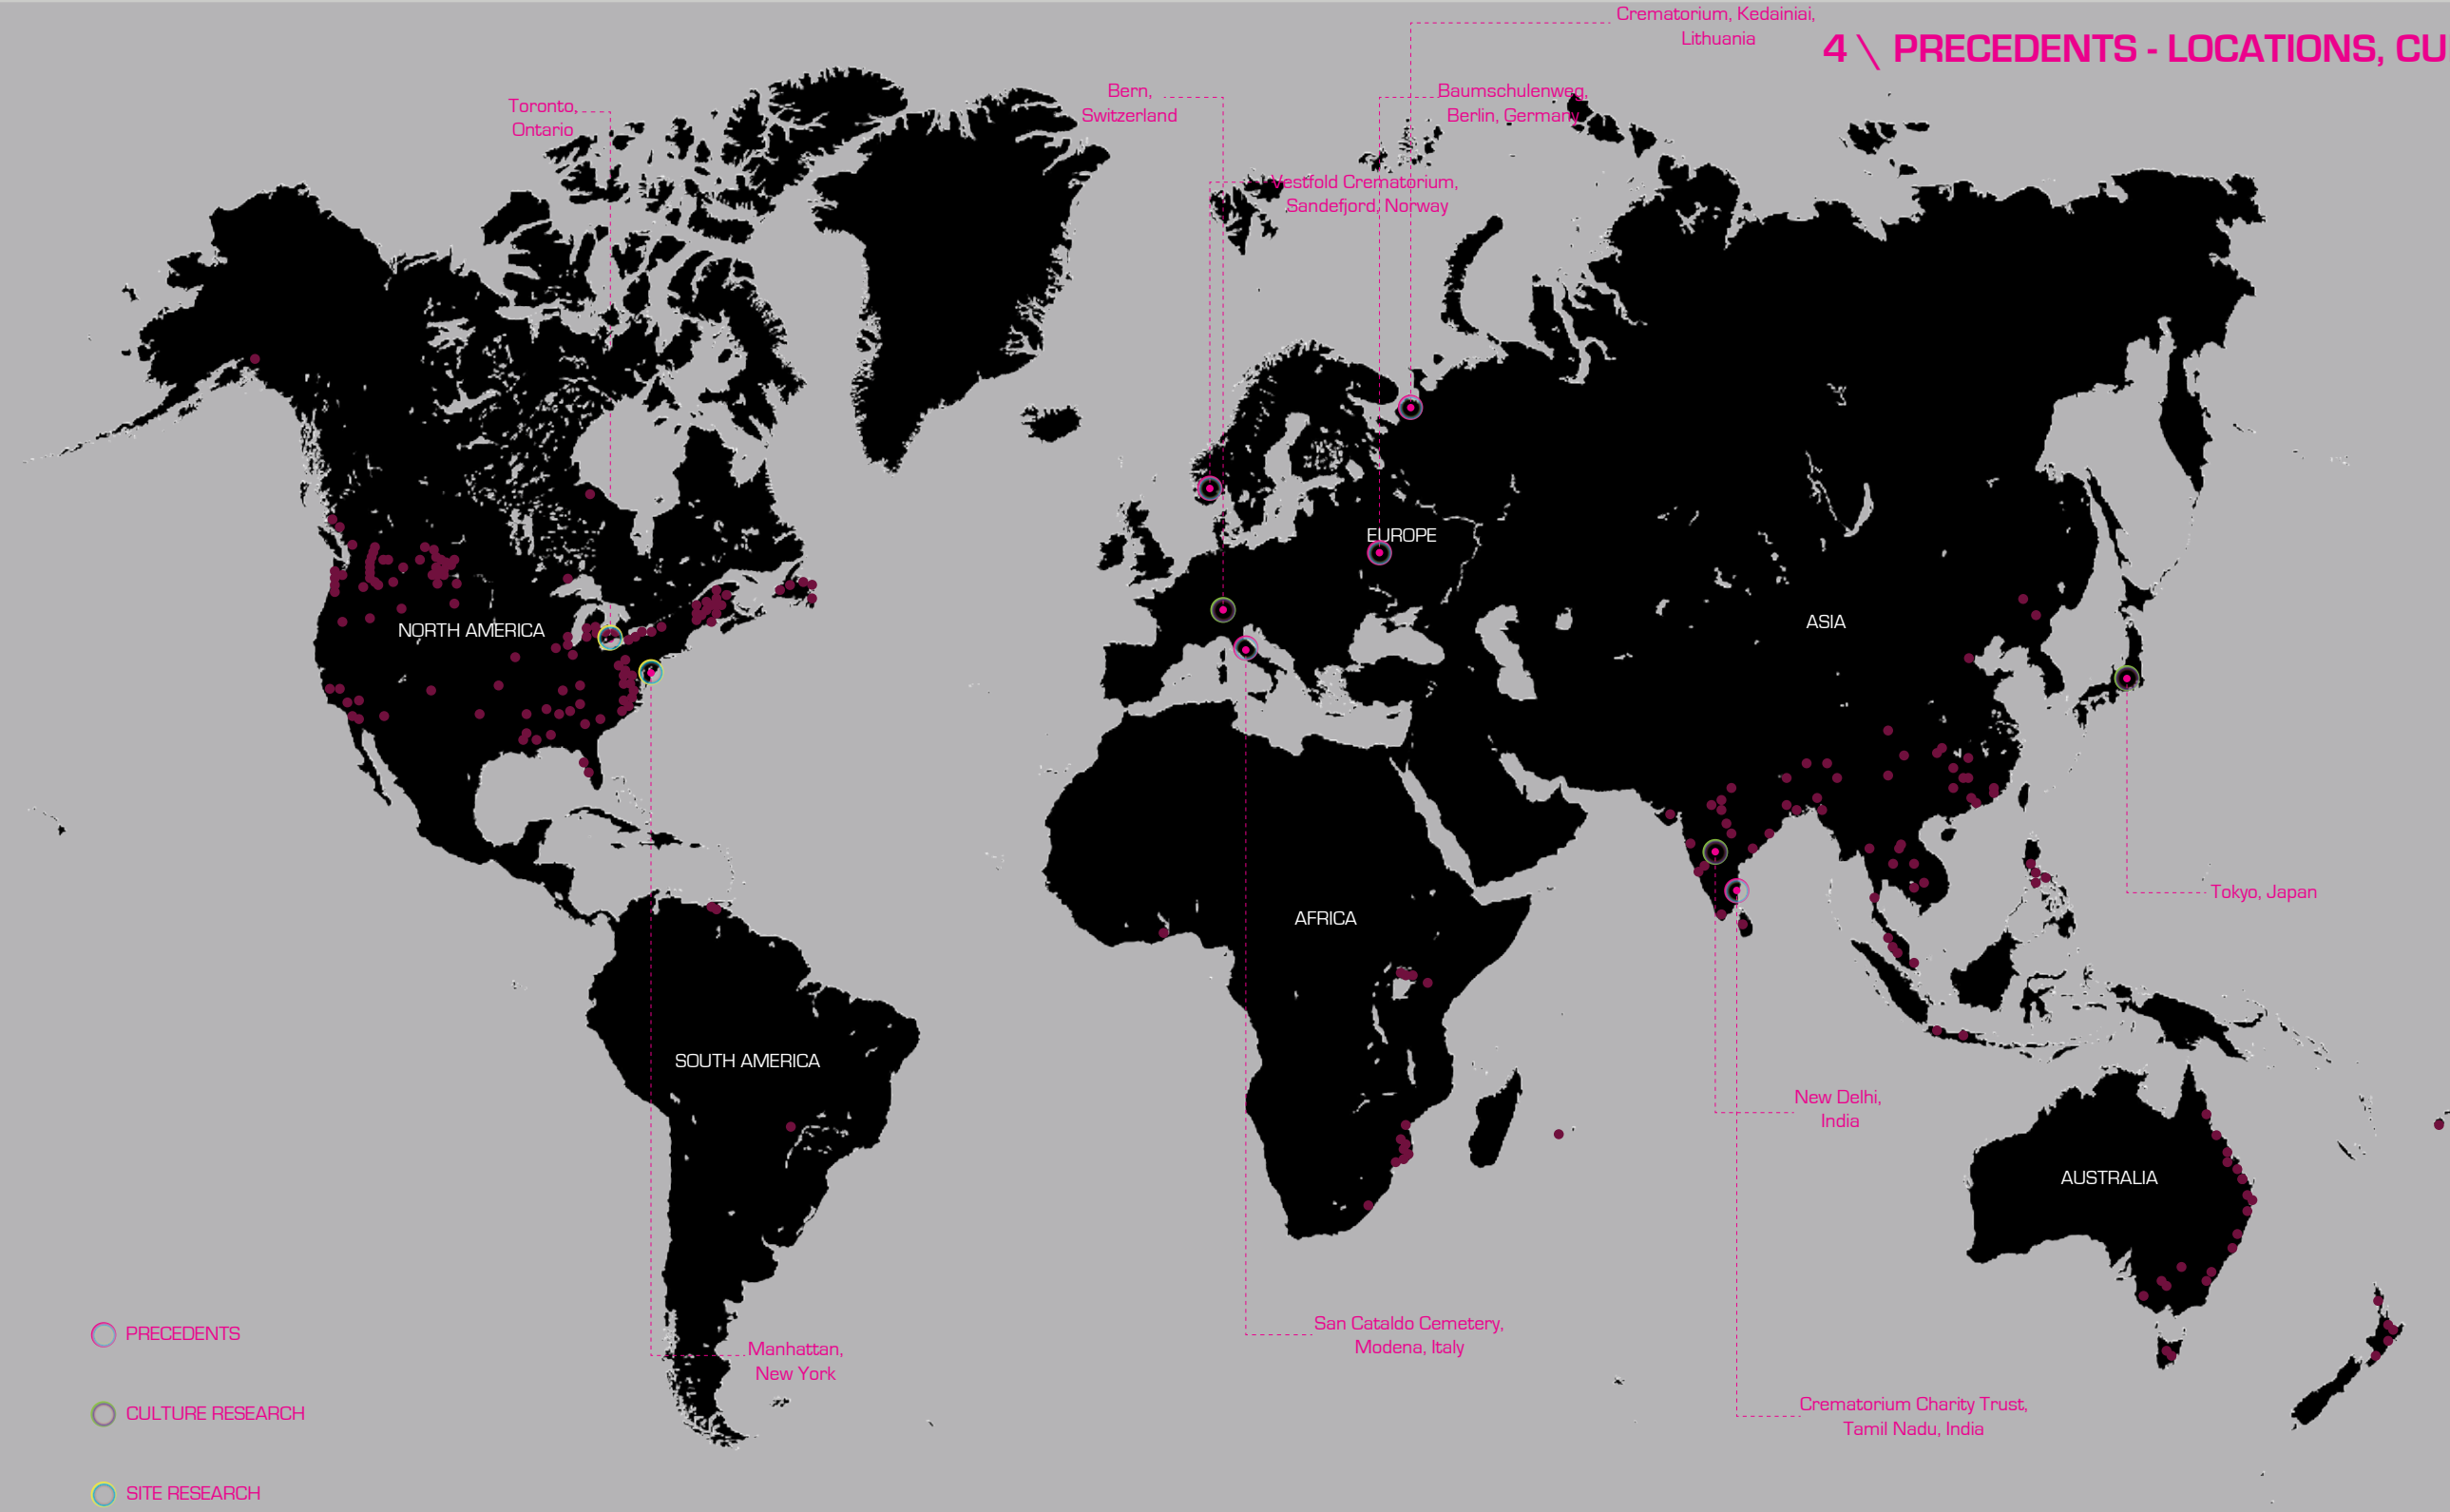 Crematorium, Kedainiai,
Lithuania
4 \ PRECEDENTS - LOCATIONS, CU
Toronto,
Ontario
Bern,
Switzerland
Baumschulenweg,
Berlin, Germany
Vestfold Crematorium,
Sandefjord, Norway
EUROPE
NORTH AMERICA
ASIA
Tokyo, Japan
AFRICA
SOUTH AMERICA
New Delhi,
India
AUSTRALIA
San Cataldo Cemetery,
Modena, Italy
PRECEDENTS
Manhattan,
New York
Crematorium Charity Trust,
Tamil Nadu, India
CULTURE RESEARCH
SITE RESEARCH